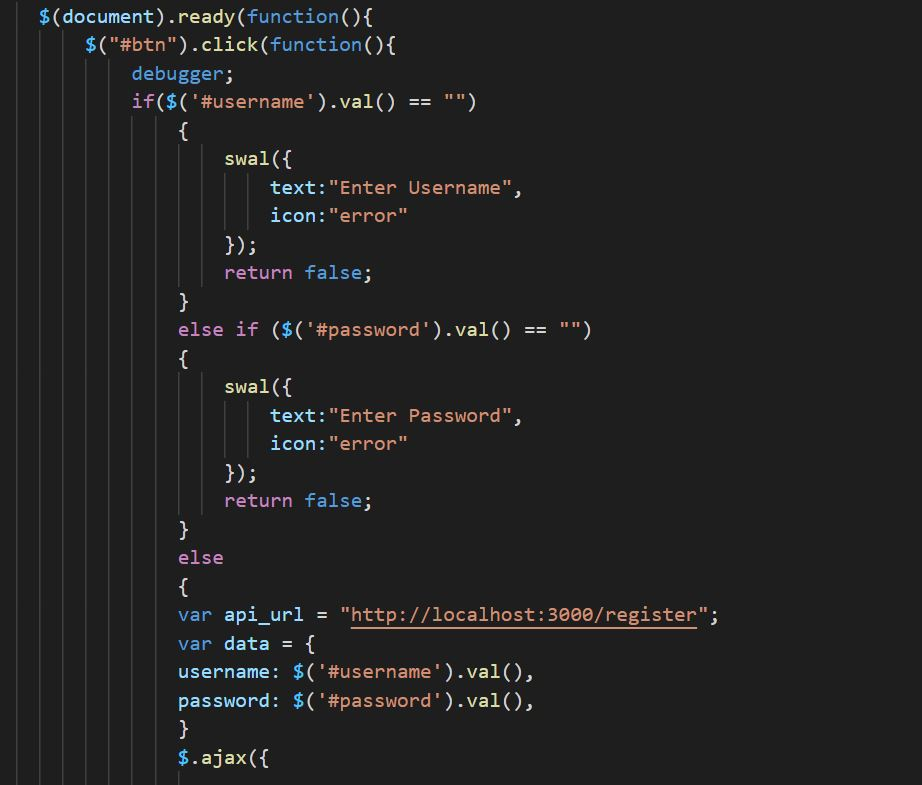 $(document).ready(function(){
$("#btn").click(function(){
debugger;
if($('#username').val() == "")
{
swal({
text:"Enter Username",
icon:"error"
});
return false;
}
else if ($('#password').val() == "")
{
swal({
text:"Enter Password",
icon:"error"
});
return false;
}
else
{
var api_url = "http://localhost:3000/register";
var data = {
username: $('#username').val(),
password: $('#password').val(),
}
$.ajax({